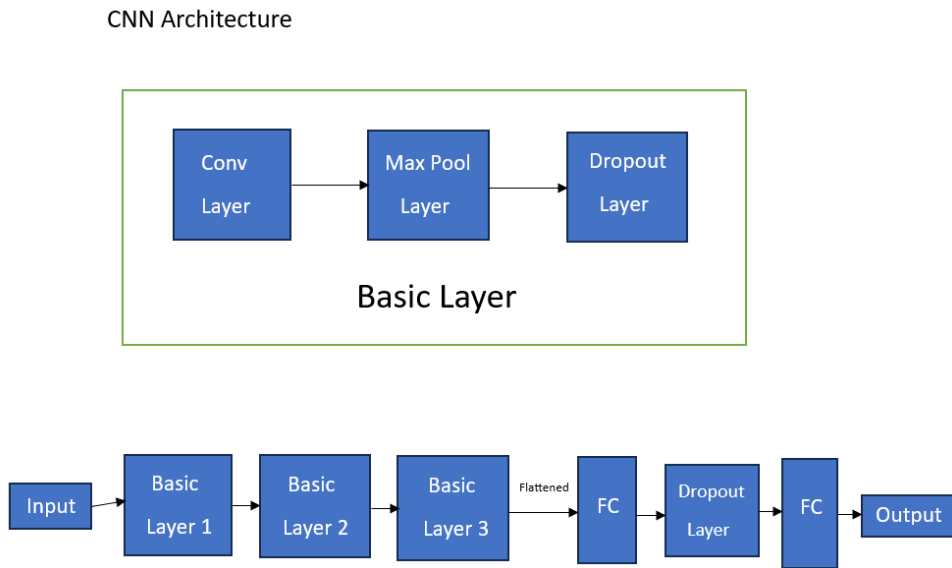 CNN Architecture
Conv
Layer
Max Pool
Layer
Dropout
Layer
Basic Layer
Input
Basic
Layer 1
Basic
Layer 2
Basic
Layer 3
Flattened
FC
Dropout
Layer
FC
Output